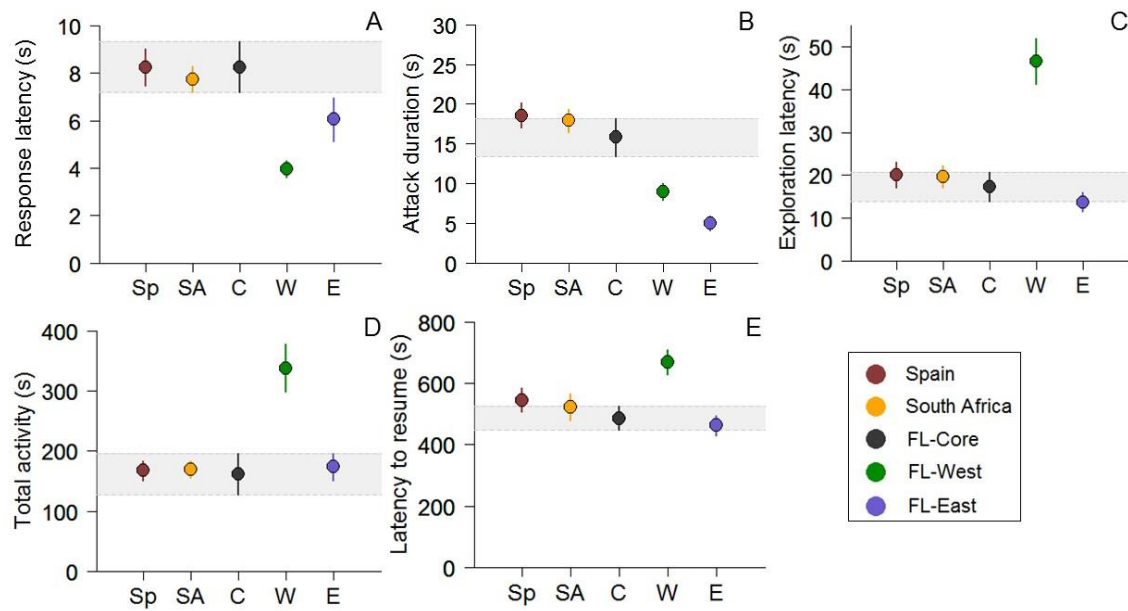 A
Response latency (s)
10
8
6
4
2
0
Sp SA C W E
B
Attack duration (s)
30
25
20
15
10
5
0
Sp SA C W E
C
Exploration latency (s)
50
40
30
20
10
0
Sp SA C W E
D
Total activity (s)
400
300
200
100
0
Sp SA C W E
E
Latency to resume (s)
800
600
400
200
0
Sp SA C W E
Spain
South Africa
FL-Core
FL-West
FL-East